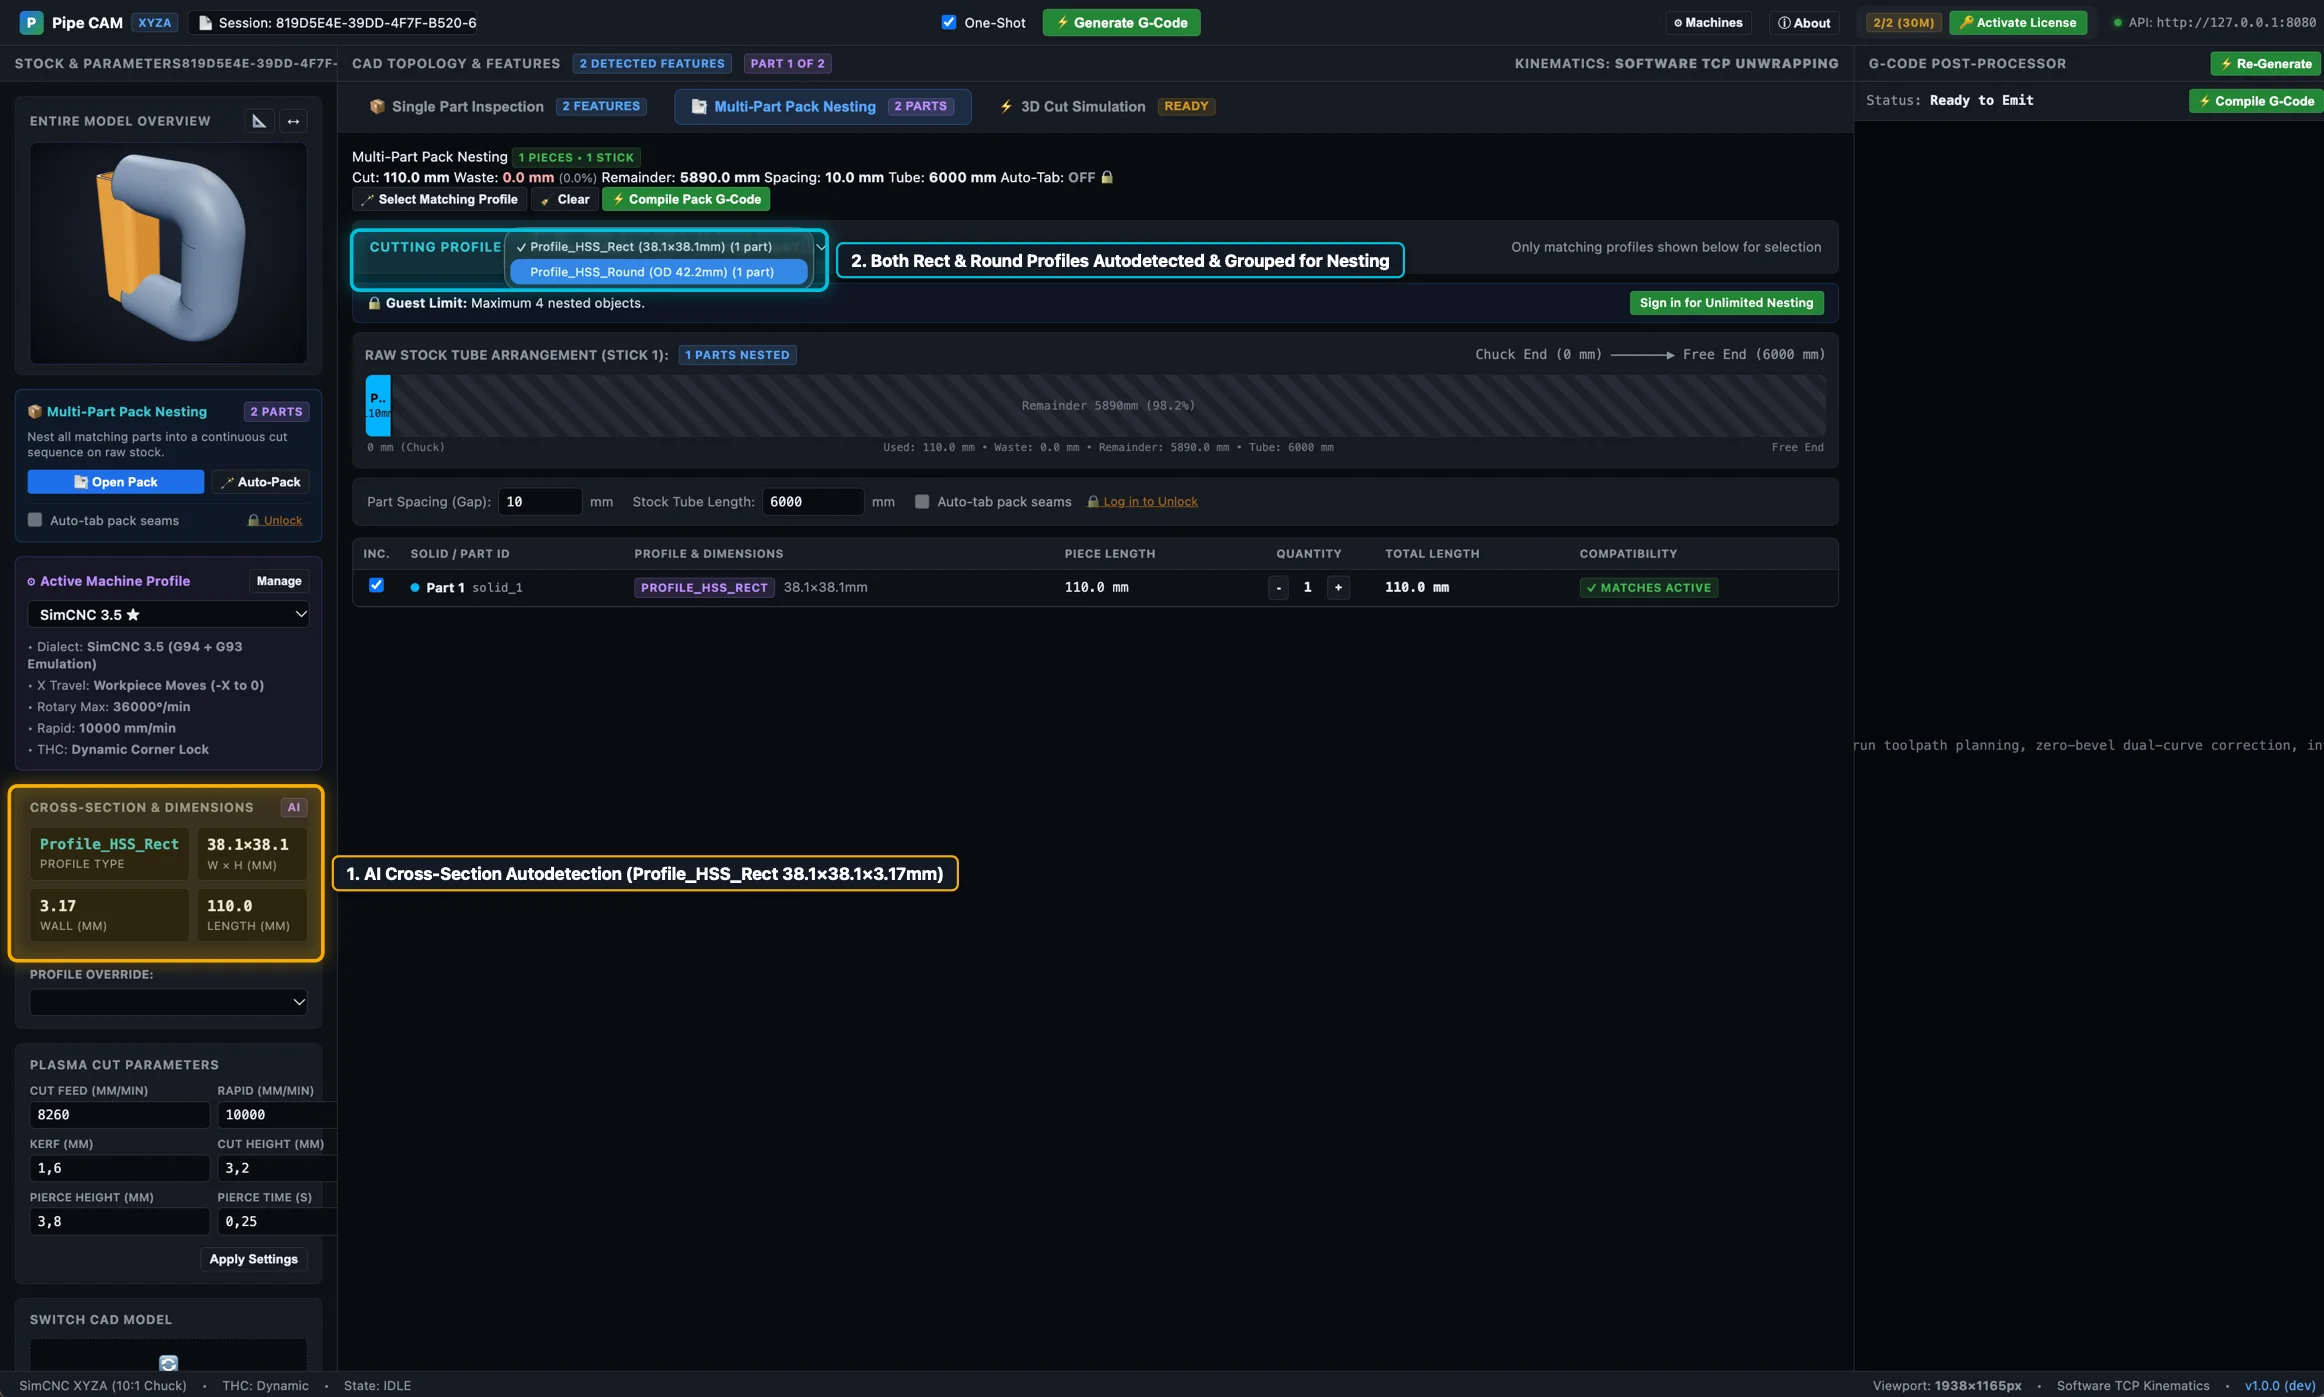 P Pipe CAM XYZA Session: 819D5E4E-39DD-4F7F-B520-6 One-Shot ⚡ Generate G-Code Machines About 2/2 (30M) Activate License API: http://127.0.0.1:8080
STOCK & PARAMETERS819D5E4E-39DD-4F7F- CAD TOPOLOGY & FEATURES 2 DETECTED FEATURES PART 1 OF 2 KINEMATICS: SOFTWARE TCP UNWRAPPING G-CODE POST-PROCESSOR ⚡ Re-Generate
Status: Ready to Emit ⚡ Compile G-Code
Single Part Inspection 2 FEATURES Multi-Part Pack Nesting 2 PARTS ⚡ 3D Cut Simulation READY
ENTIRE MODEL OVERVIEW
Multi-Part Pack Nesting 2 PARTS
Nest all matching parts into a continuous cut
sequence on raw stock.
Open Pack Auto-Pack
Auto-tab pack seams Unlock
Active Machine Profile Manage
SimCNC 3.5 ★
• Dialect: SimCNC 3.5 (G94 + G93
Emulation)
• X Travel: Workpiece Moves (-X to 0)
• Rotary Max: 36000°/min
• Rapid: 10000 mm/min
• THC: Dynamic Corner Lock
CROSS-SECTION & DIMENSIONS AI
Profile_HSS_Rect 38.1×38.1
PROFILE TYPE W × H (MM)
3.17 110.0
WALL (MM) LENGTH (MM)
PROFILE OVERRIDE:
PLASMA CUT PARAMETERS
CUT FEED (MM/MIN) RAPID (MM/MIN)
8260 10000
KERF (MM) CUT HEIGHT (MM)
1,6 3,2
PIERCE HEIGHT (MM) PIERCE TIME (S)
3,8 0,25
Apply Settings
SWITCH CAD MODEL
Multi-Part Pack Nesting 1 PIECES • 1 STICK
Cut: 110.0 mm Waste: 0.0 mm (0.0%) Remainder: 5890.0 mm Spacing: 10.0 mm Tube: 6000 mm Auto-Tab: OFF
Select Matching Profile Clear ⚡ Compile Pack G-Code
CUTTING PROFILE ✓ Profile_HSS_Rect (38.1×38.1mm) (1 part) Only matching profiles shown below for selection
Profile_HSS_Round (OD 42.2mm) (1 part)
2. Both Rect & Round Profiles Autodetected & Grouped for Nesting
Guest Limit: Maximum 4 nested objects. Sign in for Unlimited Nesting
RAW STOCK TUBE ARRANGEMENT (STICK 1): 1 PARTS NESTED Chuck End (0 mm) Free End (6000 mm)
P..
10mm Remainder 5890mm (98.2%)
0 mm (Chuck) Used: 110.0 mm • Waste: 0.0 mm • Remainder: 5890.0 mm • Tube: 6000 mm Free End
Part Spacing (Gap): 10 mm Stock Tube Length: 6000 mm Auto-tab pack seams Log in to Unlock
INC. SOLID / PART ID PROFILE & DIMENSIONS PIECE LENGTH QUANTITY TOTAL LENGTH COMPATIBILITY
Part 1 solid_1 PROFILE_HSS_RECT 38.1×38.1mm 110.0 mm - 1 + 110.0 mm ✓ MATCHES ACTIVE
run toolpath planning, zero-bevel dual-curve correction, in
1. AI Cross-Section Autodetection (Profile_HSS_Rect 38.1×38.1×3.17mm)
SimCNC XYZA (10:1 Chuck) • THC: Dynamic • State: IDLE Viewport: 1938×1165px • Software TCP Kinematics • v1.0.0 (dev)